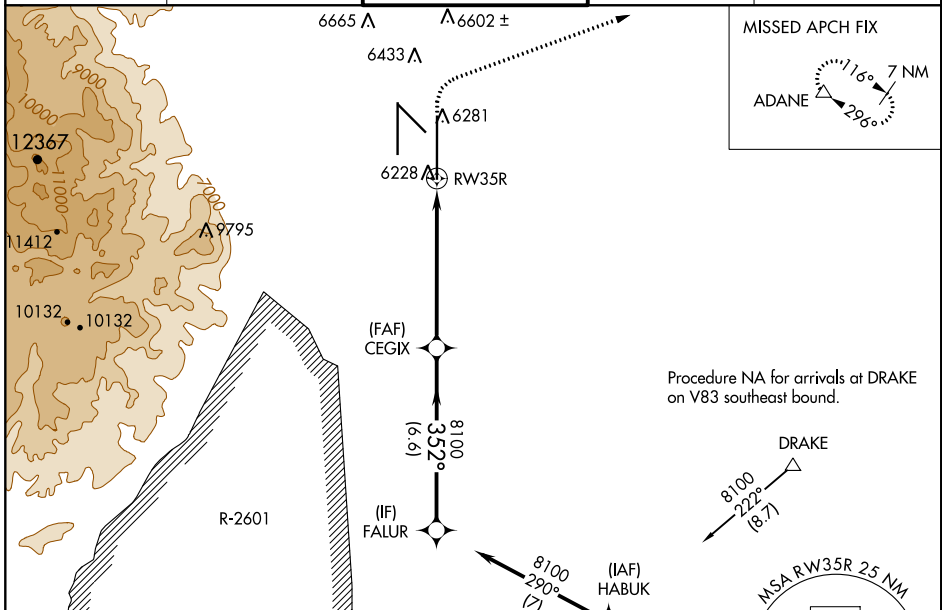 6665
6602 ±
MISSED APCH FIX
6433
116°
7 NM
ADANE
296°
9000
10000
6281
12367
6228
RW35R
11000
7000
11412
9795
10132
10132
(FAF)
CEGIX
Procedure NA for arrivals at DRAKE
on V83 southeast bound.
8100
352°
(6.6)
DRAKE
8100
222°
(8.7)
R-2601
(IF)
FALUR
8100
290°
(7)
(IAF)
HABUK
MSA RW35R 25 NM